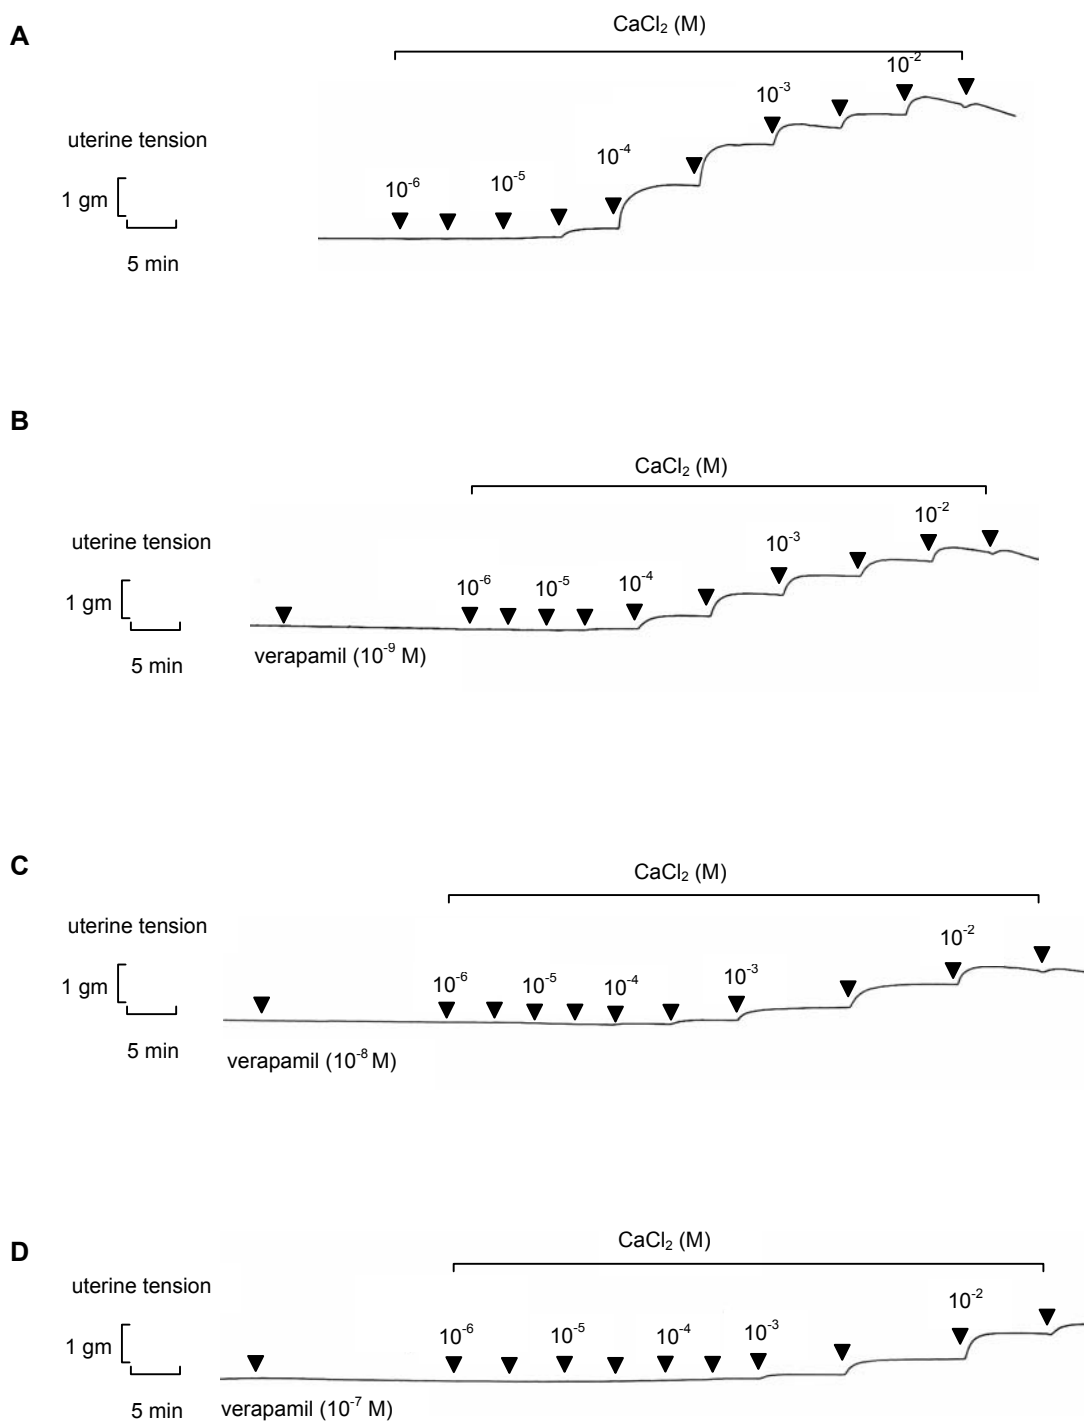 A
CaCl₂ (M)
10⁻²
10⁻³
uterine tension
10⁻⁴
10⁻⁶
10⁻⁵
1 gm
5 min
B
CaCl₂ (M)
10⁻²
uterine tension
10⁻³
10⁻⁶
10⁻⁵
10⁻⁴
1 gm
5 min
verapamil (10⁻⁹ M)
C
CaCl₂ (M)
uterine tension
10⁻²
10⁻⁶
10⁻⁵
10⁻⁴
10⁻³
1 gm
5 min
verapamil (10⁻⁸ M)
D
CaCl₂ (M)
uterine tension
10⁻²
10⁻⁶
10⁻⁵
10⁻⁴
10⁻³
1 gm
5 min
verapamil (10⁻⁷ M)